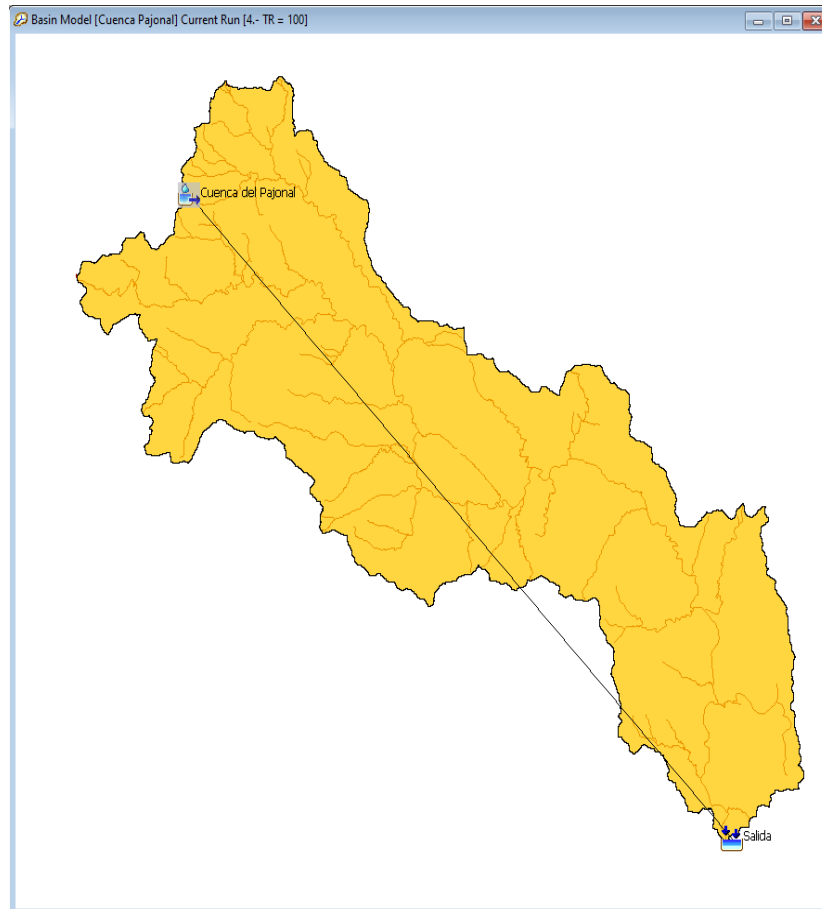 Basin Model [Cuenca Pajonal] Current Run [4.- TR = 100]
Cuenca del Pajonal
Salida